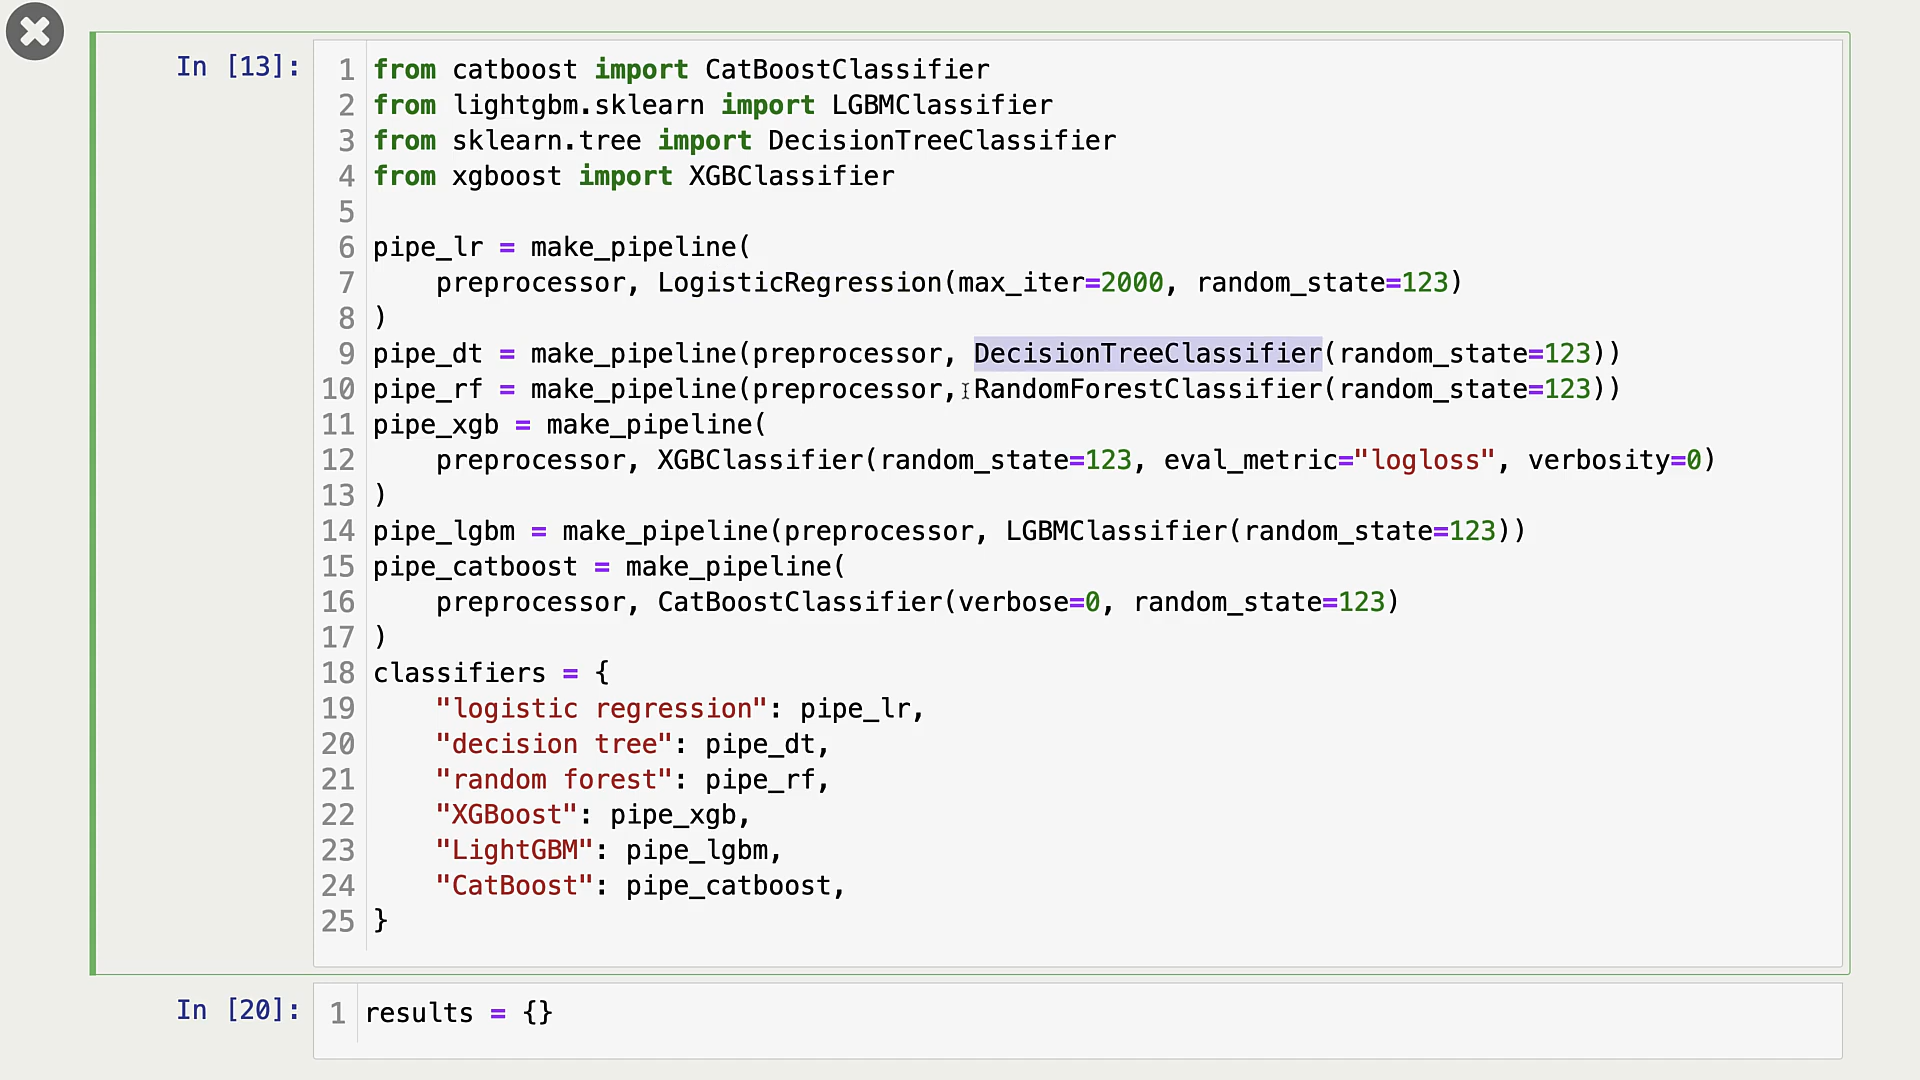 In [13]:
1 from catboost import CatBoostClassifier
2 from lightgbm.sklearn import LGBMClassifier
3 from sklearn.tree import DecisionTreeClassifier
4 from xgboost import XGBClassifier
5
6 pipe_lr = make_pipeline(
7     preprocessor, LogisticRegression(max_iter=2000, random_state=123)
8 )
9 pipe_dt = make_pipeline(preprocessor, DecisionTreeClassifier(random_state=123))
10 pipe_rf = make_pipeline(preprocessor, RandomForestClassifier(random_state=123))
11 pipe_xgb = make_pipeline(
12     preprocessor, XGBClassifier(random_state=123, eval_metric="logloss", verbosity=0)
13 )
14 pipe_lgbm = make_pipeline(preprocessor, LGBMClassifier(random_state=123))
15 pipe_catboost = make_pipeline(
16     preprocessor, CatBoostClassifier(verbose=0, random_state=123)
17 )
18 classifiers = {
19     "logistic regression": pipe_lr,
20     "decision tree": pipe_dt,
21     "random forest": pipe_rf,
22     "XGBoost": pipe_xgb,
23     "LightGBM": pipe_lgbm,
24     "CatBoost": pipe_catboost,
25 }
In [20]:
1 results = {}